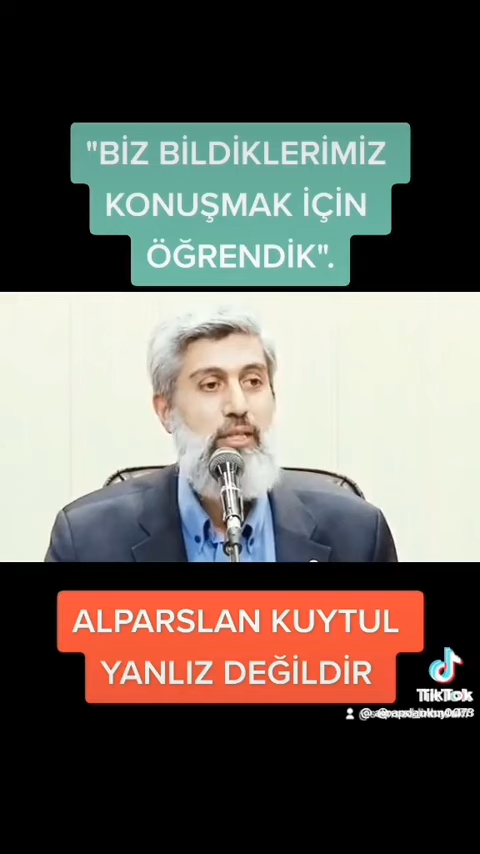 "BİZ BİLDİKLERİMİZ
KONUŞMAK İÇİN
ÖĞRENDİK".
ALPARSLAN KUYTUL
YANLIZ DEĞİLDİR
TikTok